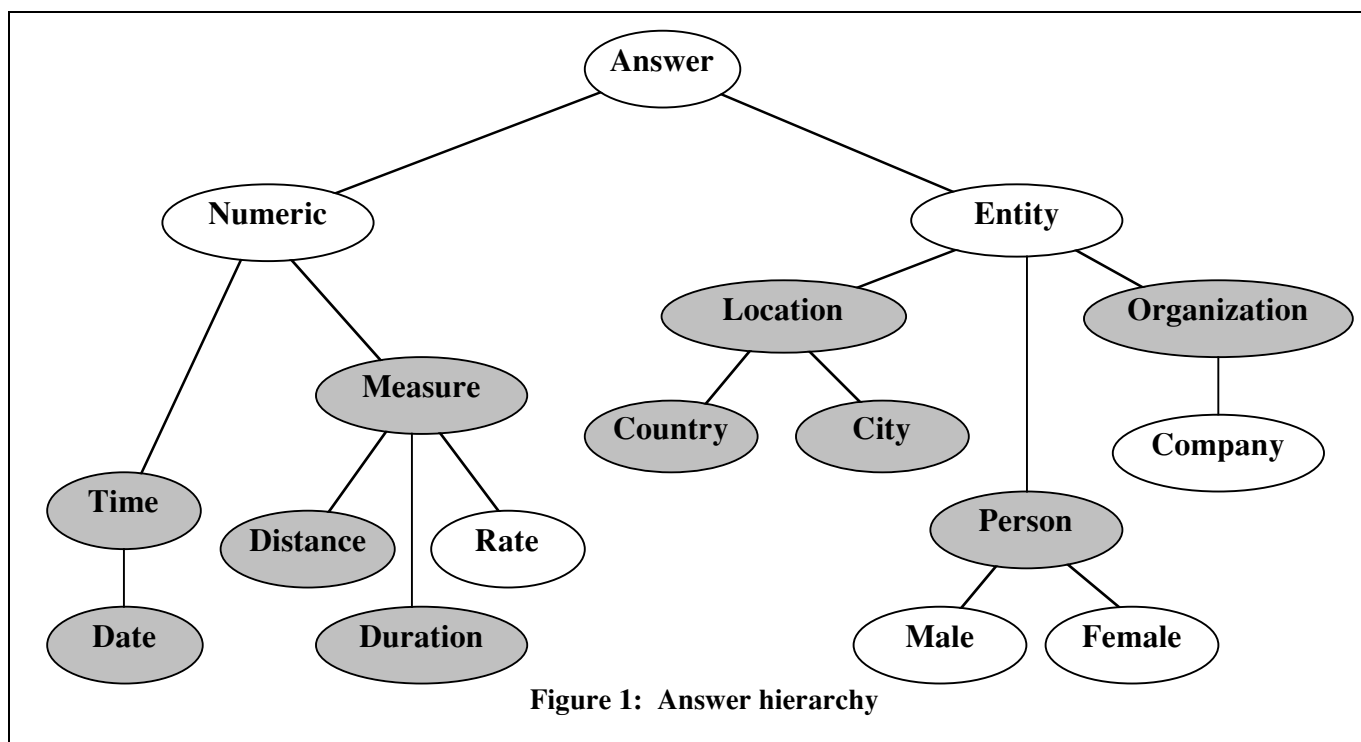 Answer
Numeric
Entity
Location
Organization
Measure
Country
City
Company
Time
Distance
Rate
Person
Date
Duration
Male
Female
Figure 1: Answer hierarchy